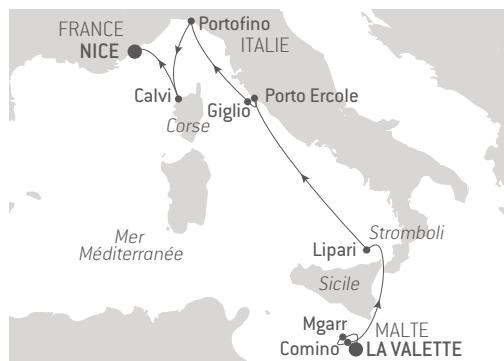 Portofino
FRANCE
NICE
ITALIE
Calvi
Giglio
Porto Ercole
Corse
Mer
Méditerranée
Stromboli
Lipari
Sicile
Mgarr
MALTE
Comino
LA VALETTE